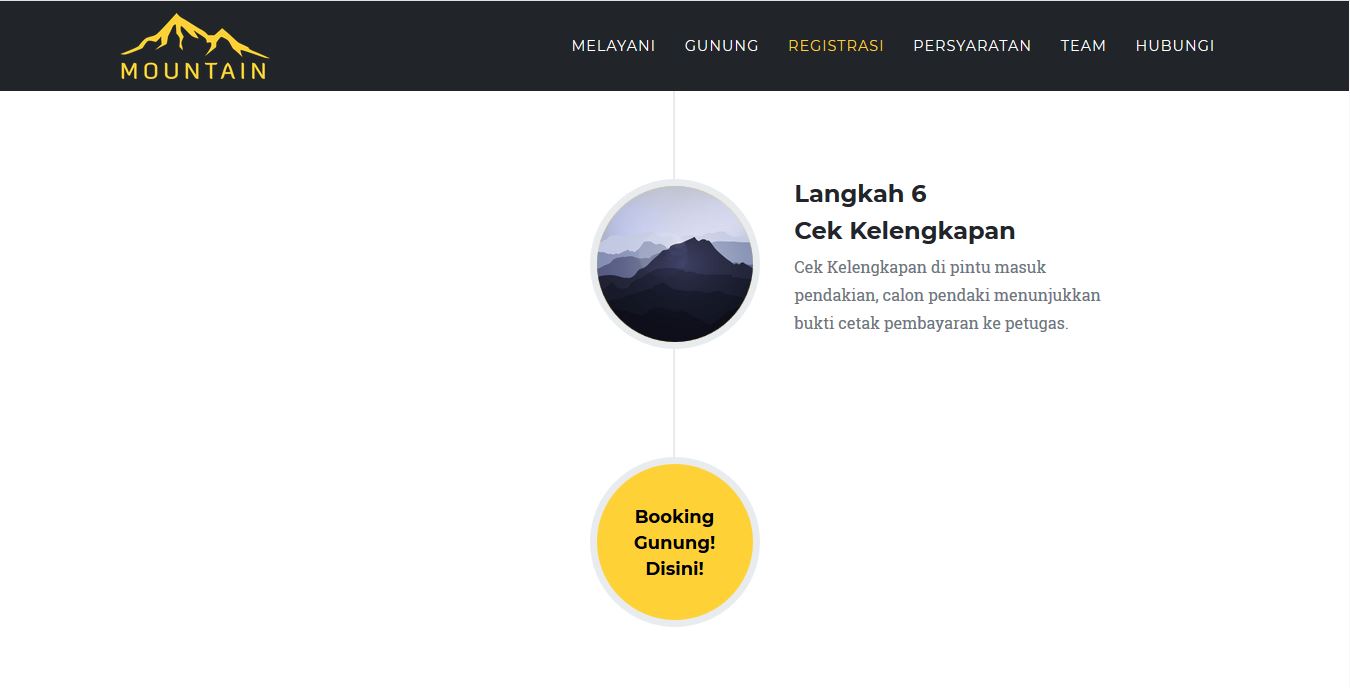 MOUNTAIN
MELAYANI GUNUNG REGISTRASI PERSYARATAN TEAM HUBUNGI
Langkah 6
Cek Kelengkapan
Cek Kelengkapan di pintu masuk
pendakian, calon pendaki menunjukkan
bukti cetak pembayaran ke petugas.
Booking
Gunung!
Disini!